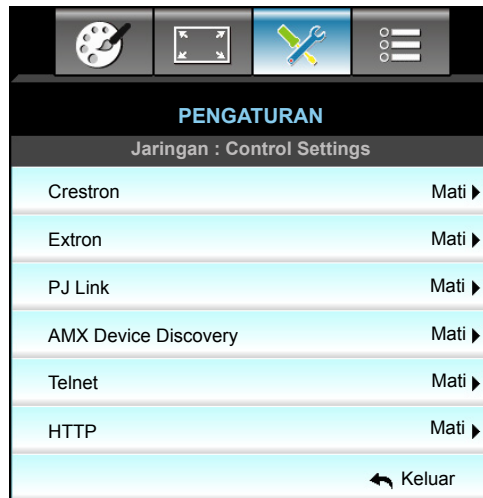 PENGATURAN
Jaringan : Control Settings
Crestron Mati
Extron Mati
PJ Link Mati
AMX Device Discovery Mati
Telnet Mati
HTTP Mati
Keluar